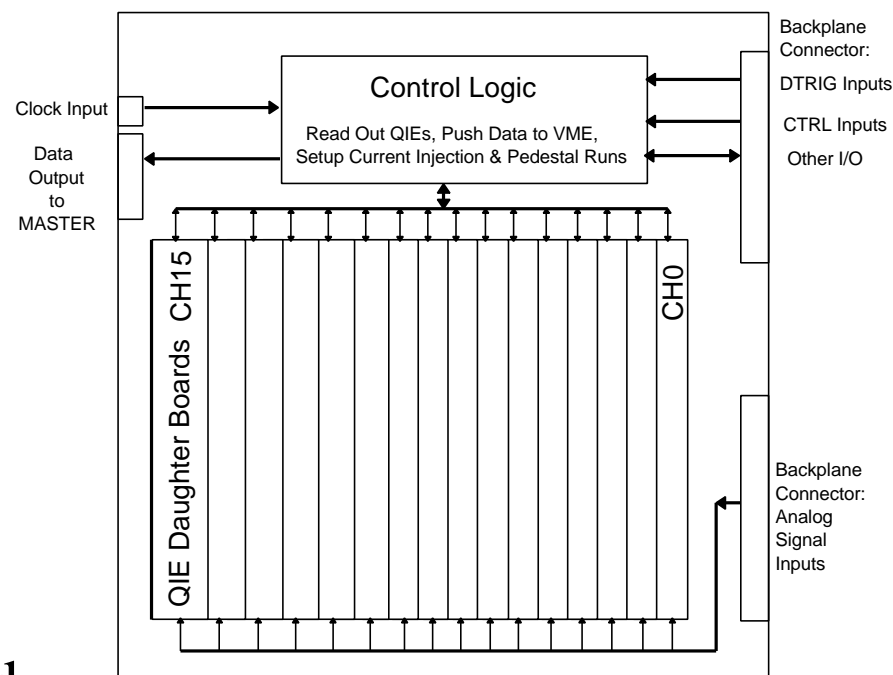 Backplane
Connector:
DTRIG Inputs
CTRL Inputs
Other I/O
Clock Input
Data
Output
to
MASTER
Control Logic
Read Out QIEs, Push Data to VME,
Setup Current Injection & Pedestal Runs
QIE Daughter Boards CH15
CH0
Backplane
Connector:
Analog
Signal
Inputs